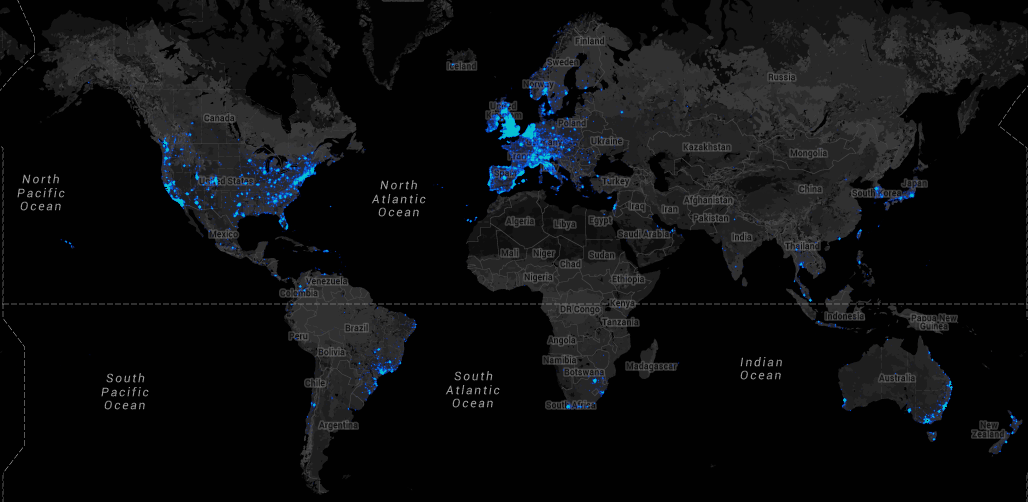 Finland
Iceland
Sweden
Russia
Norway
United
Canada
Poland
Ukraine
Kazakhstan
Mongolia
France
Spain
United States
North
Pacific
Ocean
North
Atlantic
Ocean
Turkey
China
South Korea
Japan
Iraq
Iran
Afghanistan
Pakistan
Algeria
Libya
Egypt
Mexico
Saudi Arabia
India
Thailand
Mali
Niger
Chad
Sudan
Venezuela
Colombia
Nigeria
Ethiopia
Kenya
DR Congo
Indonesia
Papua New
Guinea
Tanzania
Brazil
Peru
Angola
Bolivia
Namibia
Botswana
Madagascar
Indian
Ocean
South
Pacific
Ocean
South
Atlantic
Ocean
Chile
Australia
South Africa
Argentina
New
Zealand